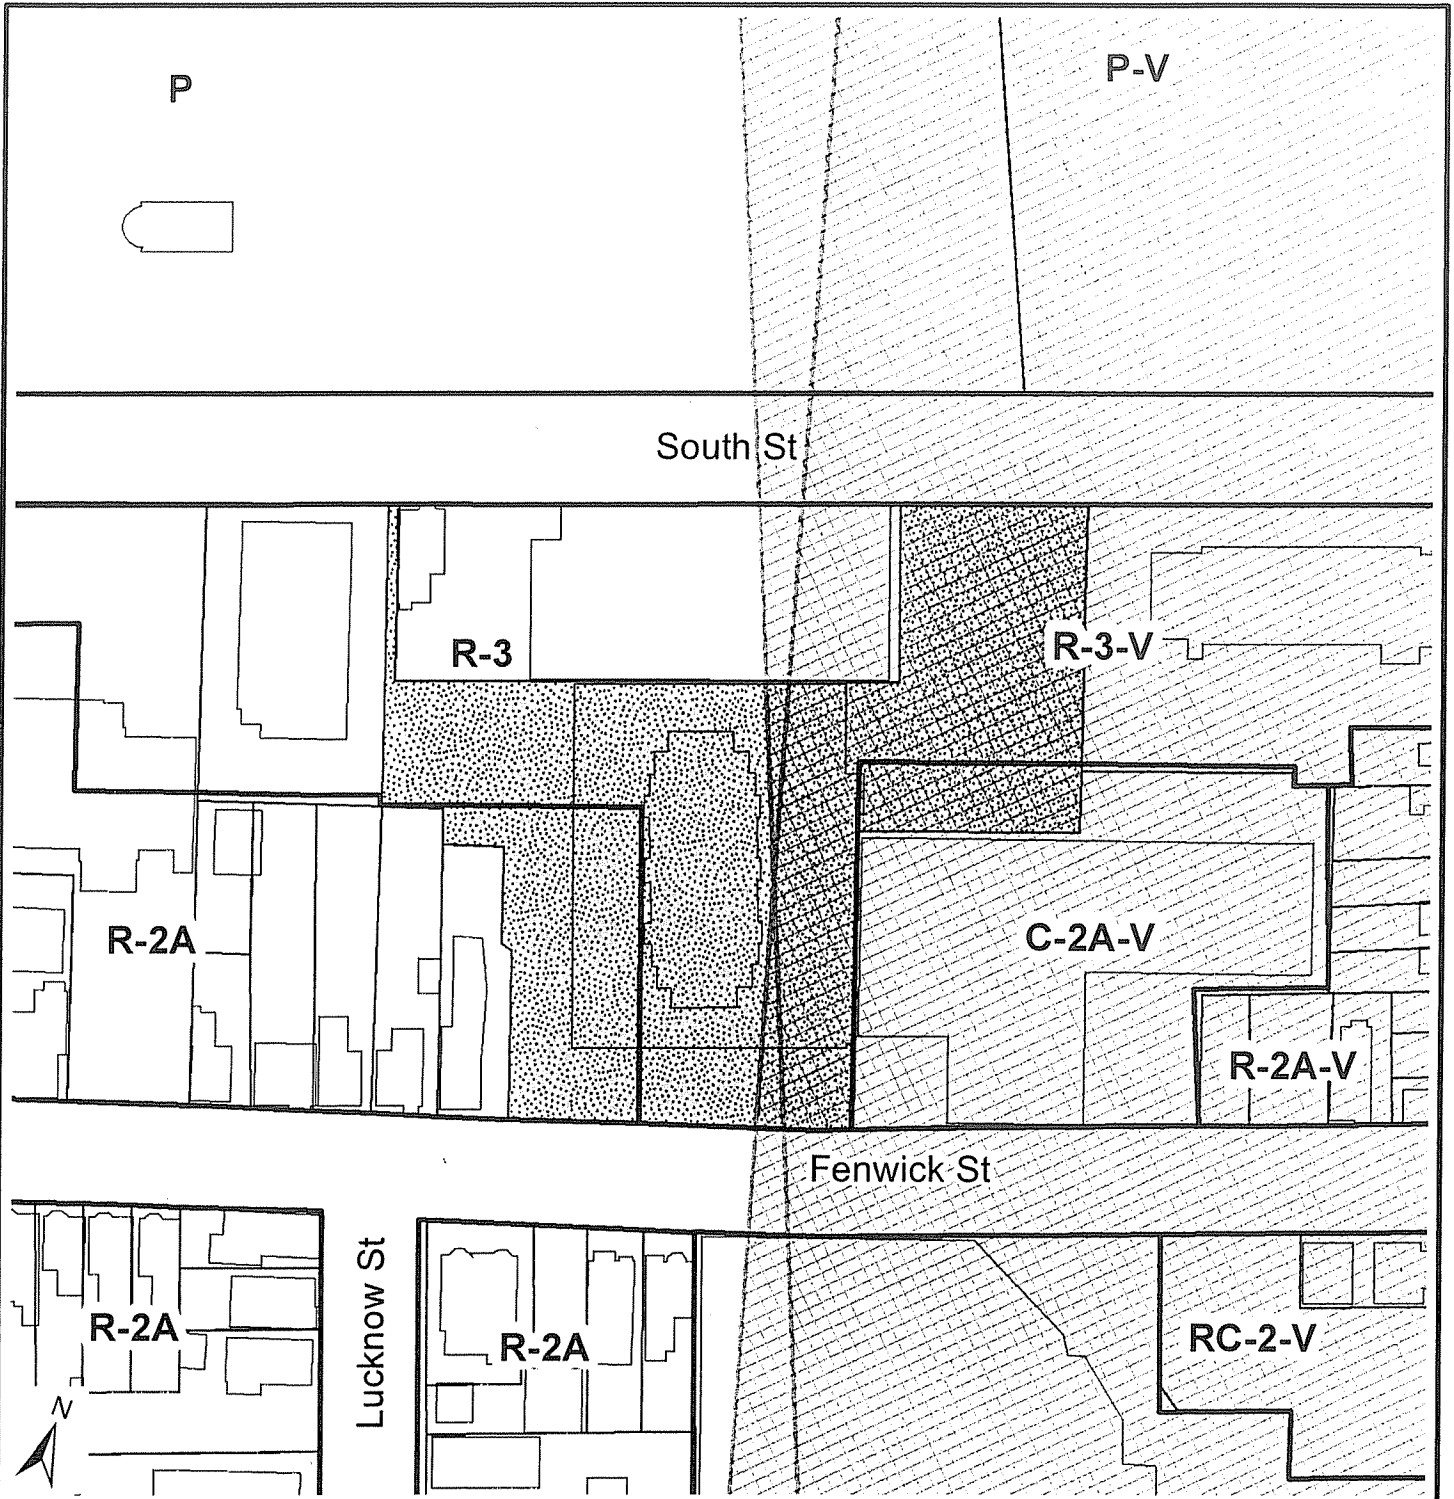 P
P-V
South St
R-3
R-3-V
R-2A
C-2A-V
R-2A-V
Fenwick St
Lucknow St
R-2A
R-2A
RC-2-V
N